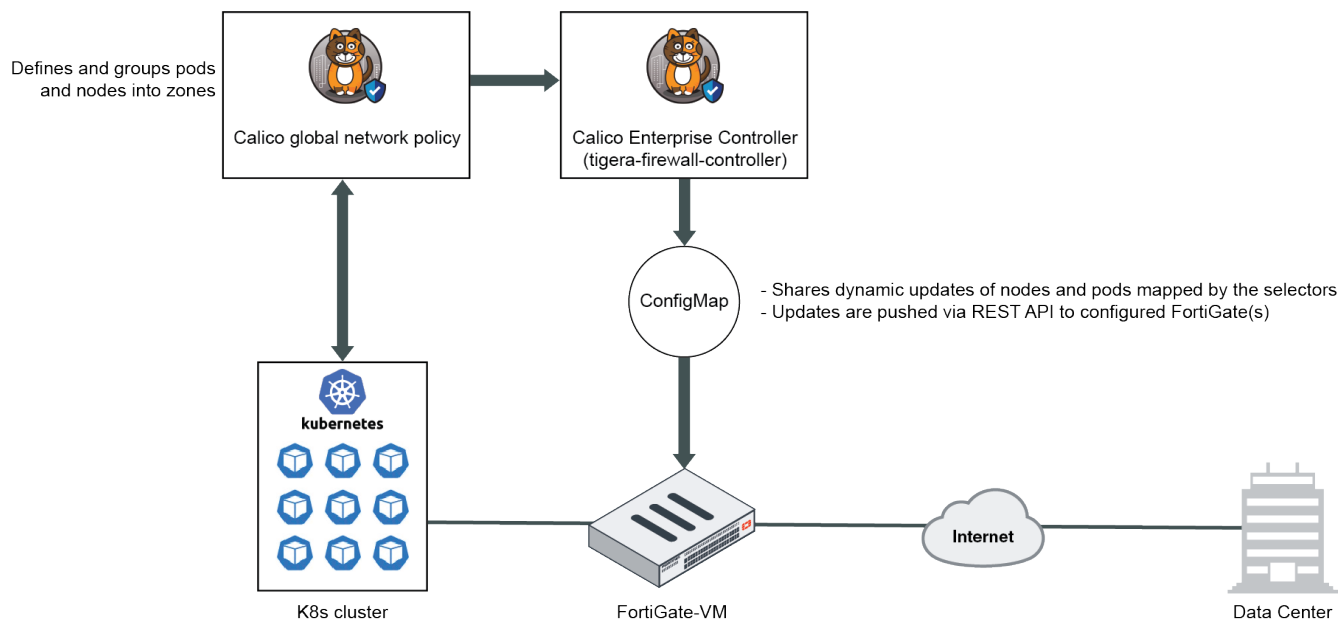 Defines and groups pods
and nodes into zones
Calico global network policy
Calico Enterprise Controller
(tigera-firewall-controller)
ConfigMap
- Shares dynamic updates of nodes and pods mapped by the selectors
- Updates are pushed via REST API to configured FortiGate(s)
kubernetes
Internet
K8s cluster
FortiGate-VM
Data Center